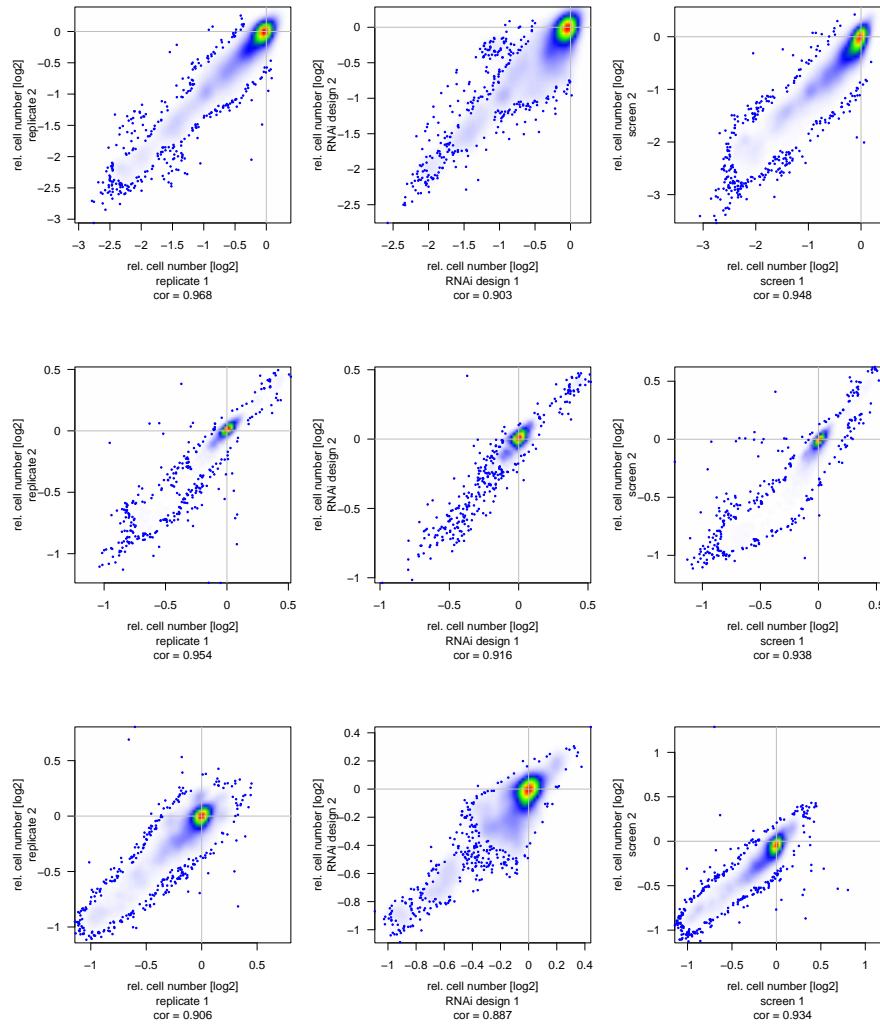 0
−0.5
−1
−1.5
−2
−2.5
−3
rel. cell number [log2]
replicate 2
−3 −2.5 −2 −1.5 −1 −0.5 0
rel. cell number [log2]
replicate 1
cor = 0.968
0
−0.5
−1
−1.5
−2
−2.5
rel. cell number [log2]
RNAi design 2
−2.5 −2 −1.5 −1 −0.5 0
rel. cell number [log2]
RNAi design 1
cor = 0.903
0
−1
−2
−3
rel. cell number [log2]
screen 2
−3 −2 −1 0
rel. cell number [log2]
screen 1
cor = 0.948
0.5
0
−0.5
−1
rel. cell number [log2]
replicate 2
−1 −0.5 0 0.5
rel. cell number [log2]
replicate 1
cor = 0.954
0.5
0
−0.5
−1
rel. cell number [log2]
RNAi design 2
−1 −0.5 0 0.5
rel. cell number [log2]
RNAi design 1
cor = 0.916
0.5
0
−0.5
−1
rel. cell number [log2]
screen 2
−1 −0.5 0 0.5
rel. cell number [log2]
screen 1
cor = 0.938
0.5
0
−0.5
−1
rel. cell number [log2]
replicate 2
−1 −0.5 0 0.5
rel. cell number [log2]
replicate 1
cor = 0.906
0.4
0.2
0
−0.2
−0.4
−0.6
−0.8
−1
rel. cell number [log2]
RNAi design 2
−1 −0.8 −0.6 −0.4 −0.2 0 0.2 0.4
rel. cell number [log2]
RNAi design 1
cor = 0.887
1
0.5
0
−0.5
−1
rel. cell number [log2]
screen 2
−1 −0.5 0 0.5 1
rel. cell number [log2]
screen 1
cor = 0.934